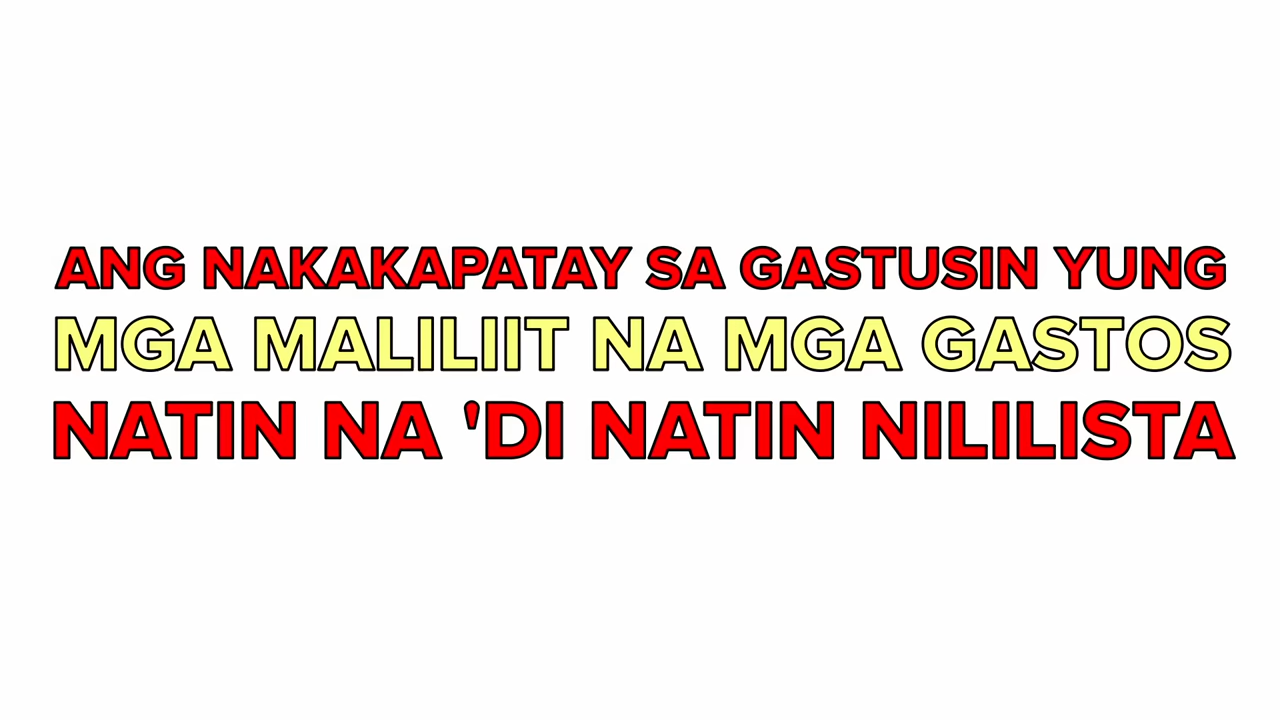 ANG NAKAKAPATAY SA GASTUSIN YUNG
MGA MALILIIT NA MGA GASTOS
NATIN NA 'DI NATIN NILILISTA